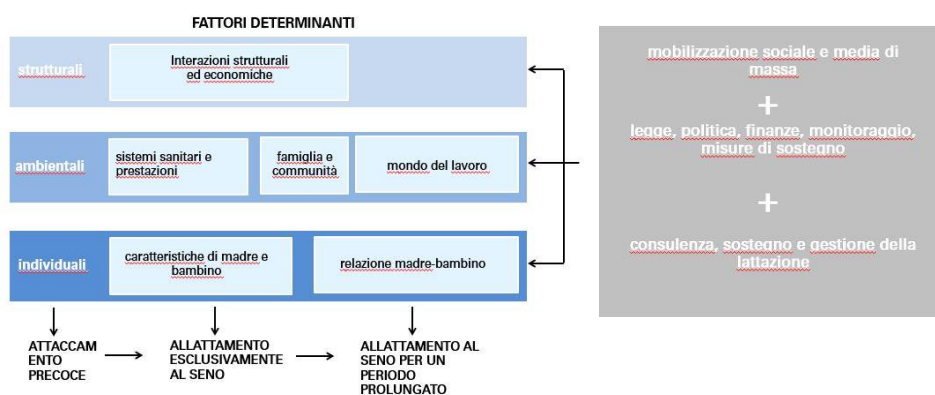 FATTORI DETERMINANTI
strutturali
Interazioni strutturali
ed economiche
ambientali
sistemi sanitari e
prestazioni
famiglia e
communità
mondo del lavoro
individuali
caratteristiche di madre e
bambino
relazione madre-bambino
ATTACCAM
ENTO
PRECOCE
ALLATTAMENTO
ESCLUSIVAMENTE
AL SENO
ALLATTAMENTO AL
SENO PER UN
PERIODO
PROLUNGATO
mobilizzazione sociale e media di
massa
+
legge, politica, finanze, monitoraggio,
misure di sostegno
+
consulenza, sostegno e gestione della
lattazione